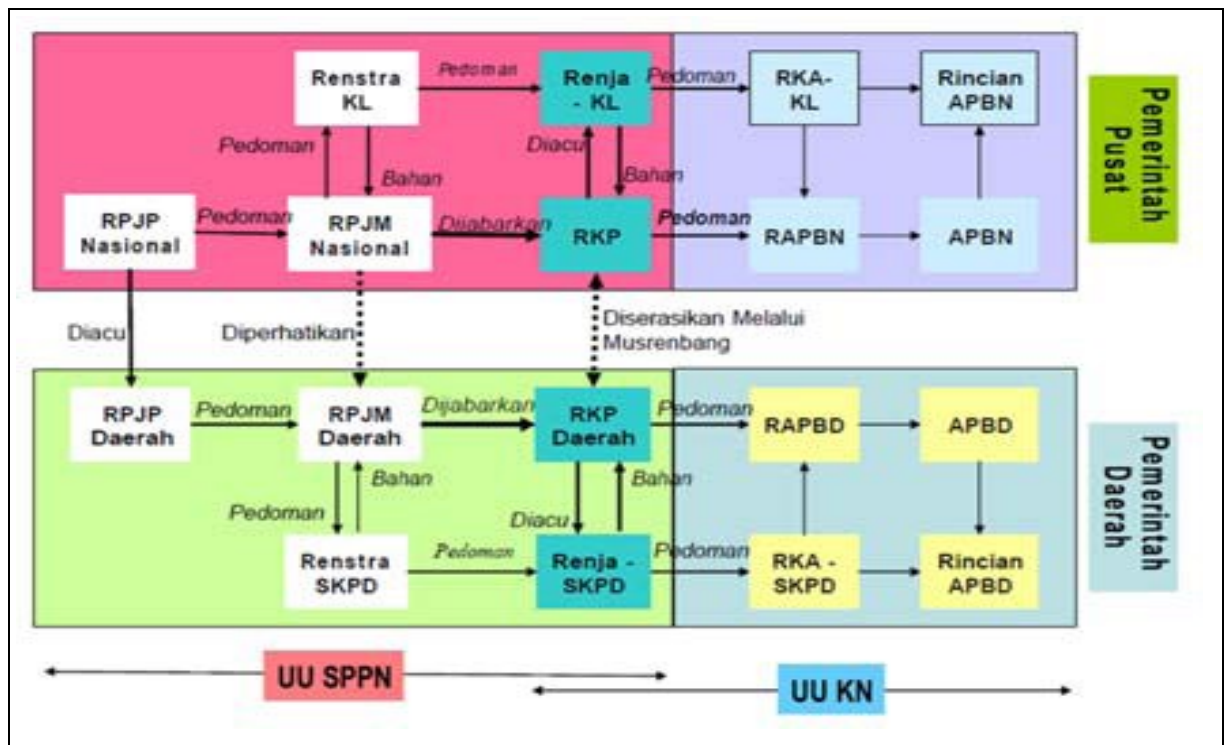 Renstra
KL
Pedoman
Renja
- KL
Pedoman
RKA-
KL
Rincian
APBN
Pemerintah
Pusat
Pedoman
Bahan
Diacu
Bahan
RPJP
Nasional
Pedoman
RPJM
Nasional
Dijabarkan
RKP
Pedoman
RAPBN
APBN
Diacu
Diperhatikan
Diserasikan Melalui
Musrenbang
RPJP
Daerah
Pedoman
RPJM
Daerah
Dijabarkan
RKP
Daerah
Pedoman
RAPBD
APBD
Pemerintah
Daerah
Pedoman
Bahan
Diacu
Bahan
Renstra
SKPD
Pedoman
Renja -
SKPD
Pedoman
RKA -
SKPD
Rincian
APBD
UU SPPN
UU KN